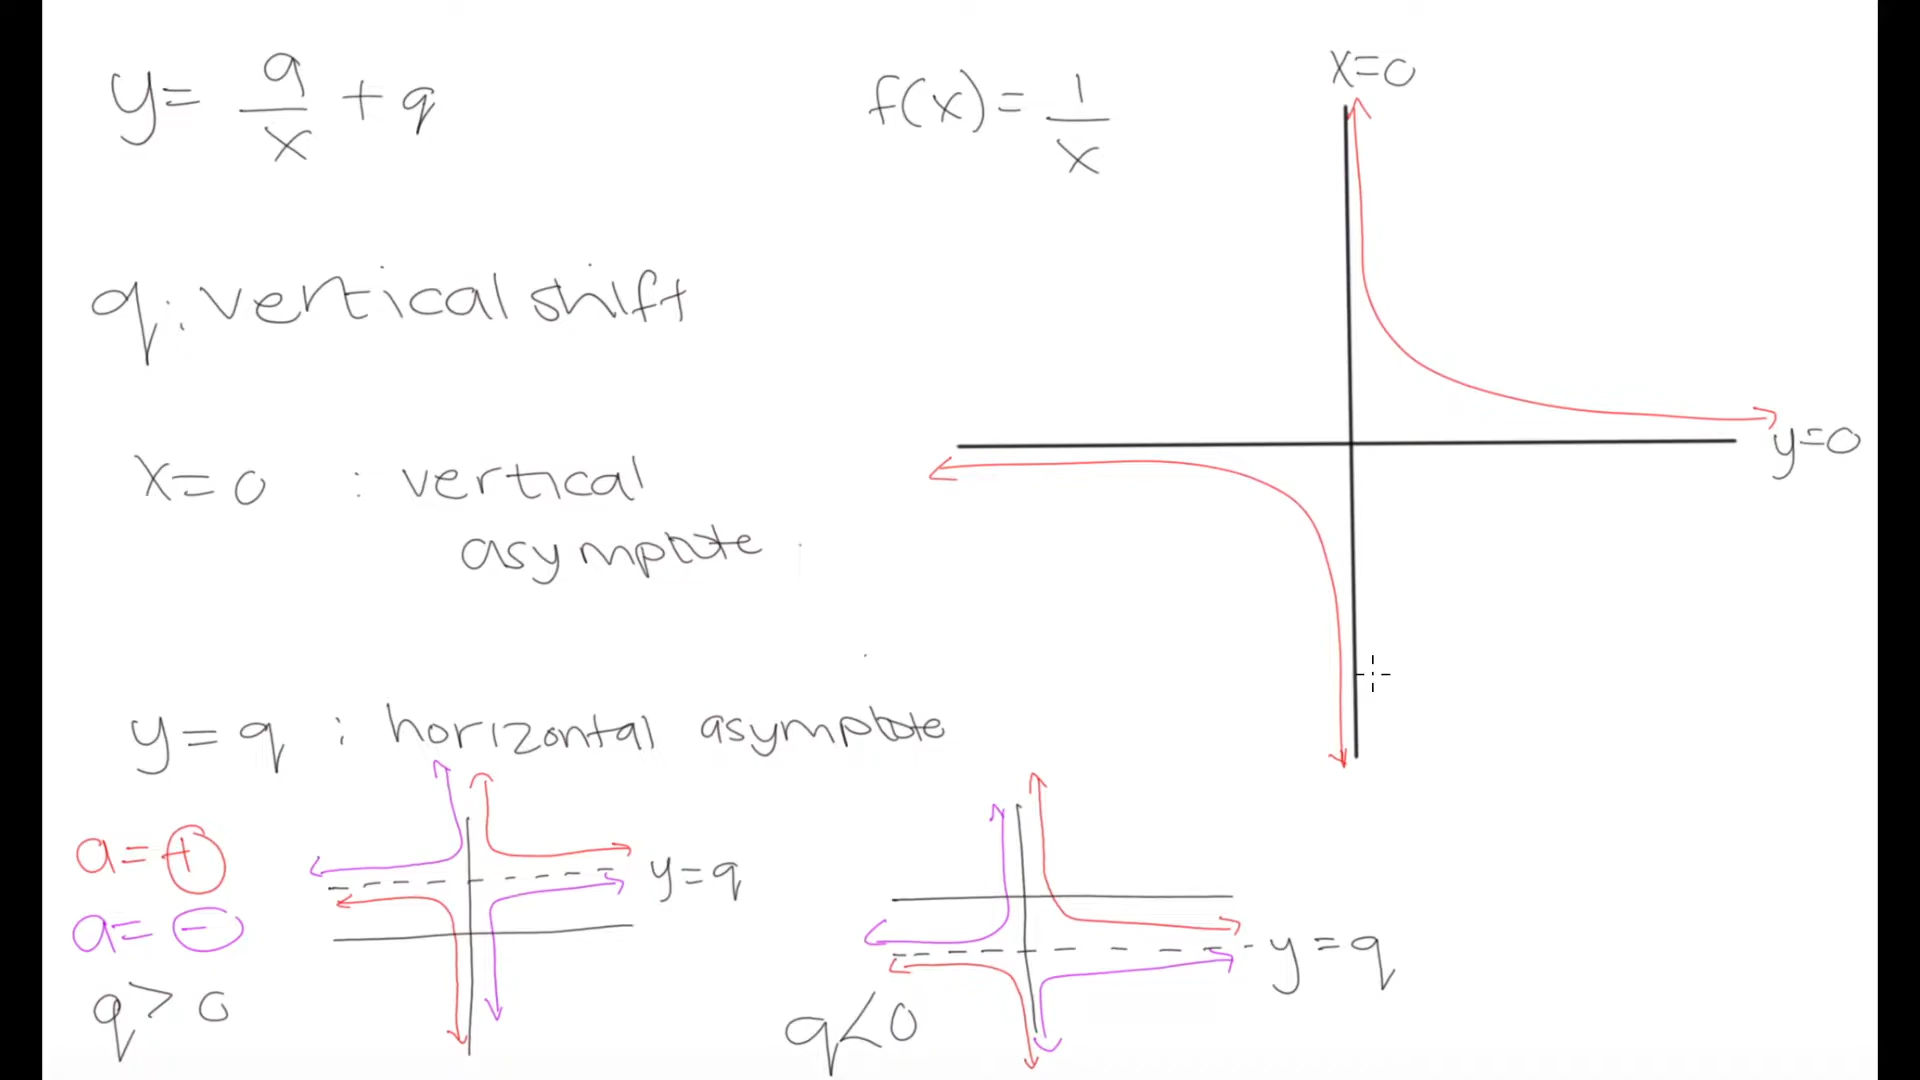 y = a/x + q
f(x) = 1/x
x=0
y=0
q: vertical shift
x=0 : vertical
asymptote
y=q : horizontal asymptote
a=+
a=-
q>0
y=q
q<0
y=q